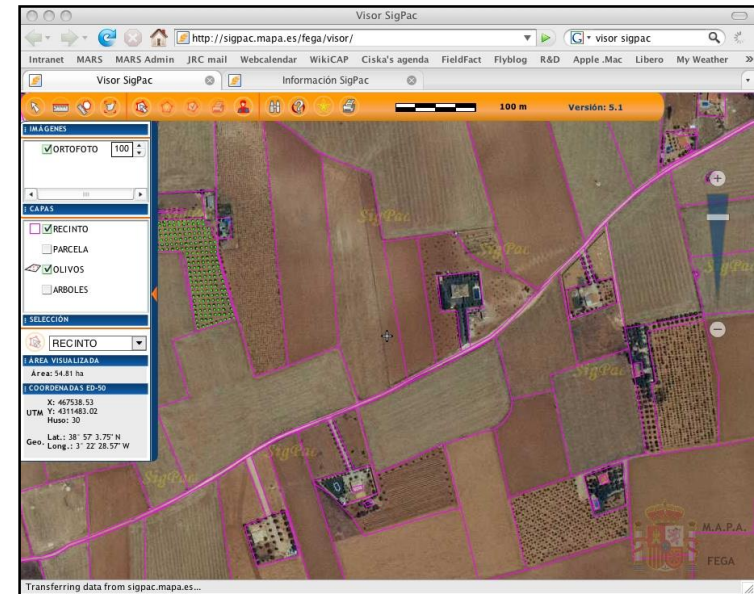 Visor SigPac
http://sigpac.mapa.es/fega/visor/
G visor sigpac
Intranet MARS MARS Admin JRC mail Webcalendar WikiCAP Ciska's agenda FieldFact Flyblog R&D Apple .Mac Libero My Weather »
Visor SigPac
Información SigPac
100 m
Versión: 5.1
IMÁGENES
ORTOFOTO 100
CAPAS
RECINTO
PARCELA
OLIVOS
ARBOLES
SELECCIÓN
RECINTO
ÁREA VISUALIZADA
Área: 54.81 ha
COORDENADAS ED-50
X: 467538.53
UTM Y: 4311483.02
Huso: 30
Geo. Lat.: 38° 57' 3.75" N
Long.: 3° 22' 28.57" W
SigPac
SigPac
SigPac
SigPac
SigPac
SigPac
M.A.P.A.
FEGA
Transferring data from sigpac.mapa.es...